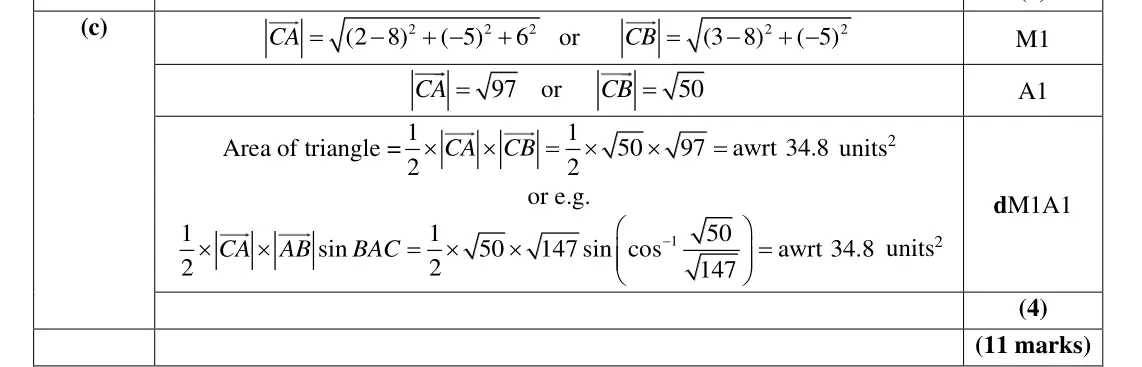 (c)
|CA⃗| = √((2−8)² + (−5)² + 6²) or |CB⃗| = √((3−8)² + (−5)²) M1
|CA⃗| = √97 or |CB⃗| = √50 A1
Area of triangle = 1/2 × |CA⃗| × |CB⃗| = 1/2 × √50 × √97 = awrt 34.8 units²
or e.g.
1/2 × |CA⃗| × |AB⃗| sin BAC = 1/2 × √50 × √147 sin(cos⁻¹ √50/√147) = awrt 34.8 units²
dM1A1
(4)
(11 marks)